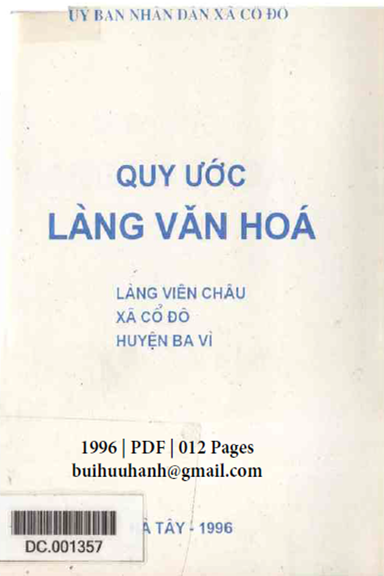 UỶ BAN NHÂN DÂN XÃ CỔ ĐÔ
QUY ƯỚC
LÀNG VĂN HOÁ
LÀNG VIÊN CHÂU
XÃ CỔ ĐÔ
HUYỆN BA VÌ
1996 | PDF | 012 Pages
buihuuhanh@gmail.com
À TÂY - 1996
DC.001357